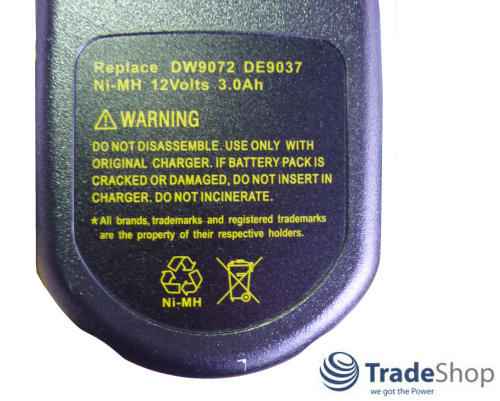 Replace DW9072 DE9037
Ni-MH 12Volts 3.0Ah
WARNING
DO NOT DISASSEMBLE. USE ONLY WITH
ORIGINAL CHARGER. IF BATTERY PACK IS
CRACKED OR DAMAGED, DO NOT INSERT IN
CHARGER. DO NOT INCINERATE.
* All brands, trademarks and registered trademarks
are the property of their respective holders.
Ni-MH
TradeShop
we got the Power